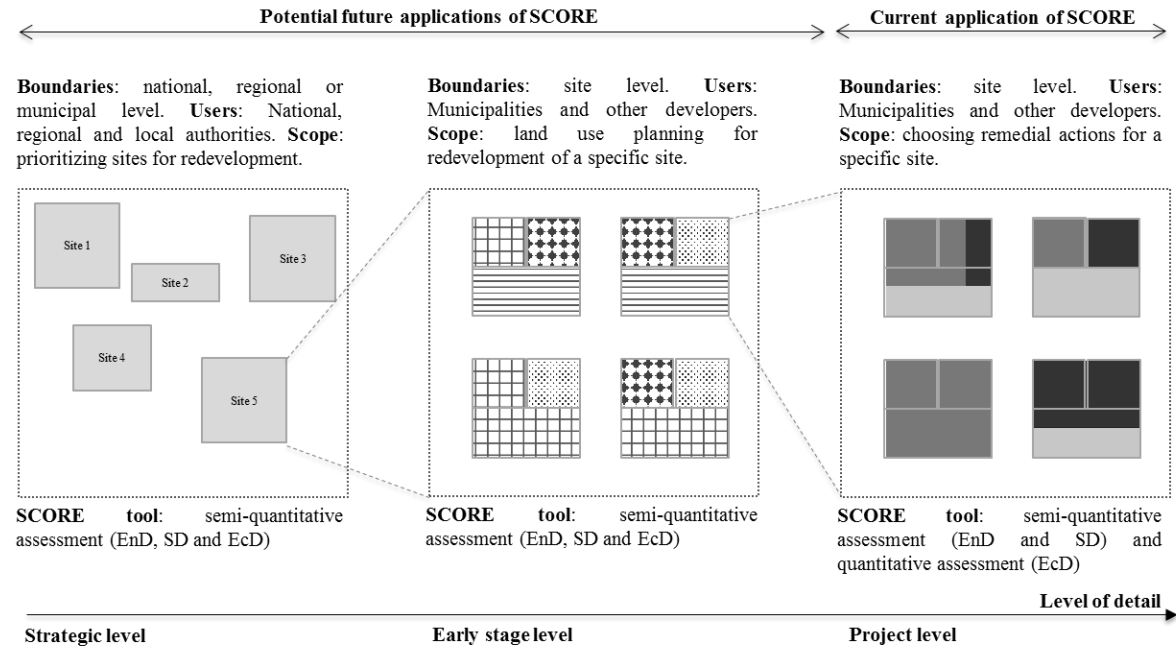 Potential future applications of SCORE
Current application of SCORE
Boundaries: national, regional or
municipal level. Users: National,
regional and local authorities. Scope:
prioritizing sites for redevelopment.
Boundaries: site level. Users:
Municipalities and other developers.
Scope: land use planning for
redevelopment of a specific site.
Boundaries: site level. Users:
Municipalities and other developers.
Scope: choosing remedial actions for a
specific site.
Site 1
Site 2
Site 3
Site 4
Site 5
SCORE tool: semi-quantitative
assessment (EnD, SD and EcD)
SCORE tool: semi-quantitative
assessment (EnD, SD and EcD)
SCORE tool: semi-quantitative
assessment (EnD and SD) and
quantitative assessment (EcD)
Level of detail
Strategic level
Early stage level
Project level